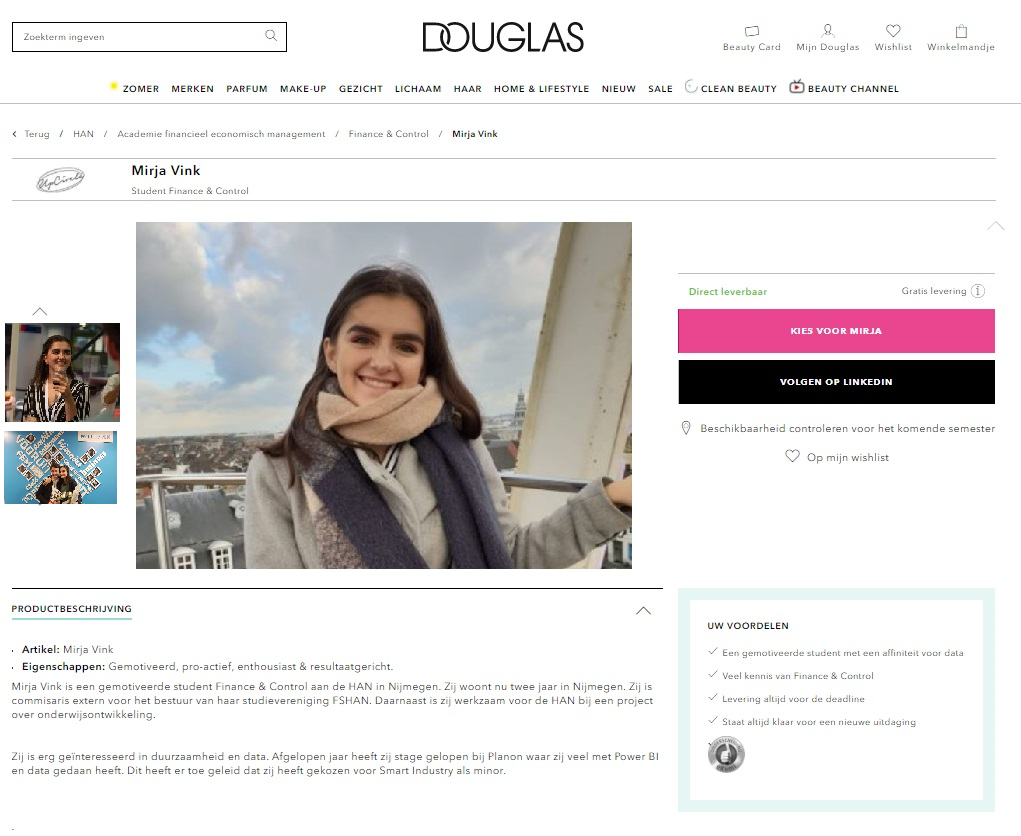 Zoekterm ingeven
DOUGLAS
Beauty Card
Mijn Douglas
Wishlist
Winkelmandje
ZOMER MERKEN PARFUM MAKE-UP GEZICHT LICHAAM HAAR HOME & LIFESTYLE NIEUW SALE CLEAN BEAUTY BEAUTY CHANNEL
Terug / HAN / Academie financieel economisch management / Finance & Control / Mirja Vink
UpCircle
Mirja Vink
Student Finance & Control
Direct leverbaar
Gratis levering
KIES VOOR MIRJA
VOLGEN OP LINKEDIN
Beschikbaarheid controleren voor het komende semester
Op mijn wishlist
PRODUCTBESCHRIJVING
· Artikel: Mirja Vink
· Eigenschappen: Gemotiveerd, pro-actief, enthousiast & resultaatgericht.
Mirja Vink is een gemotiveerde student Finance & Control aan de HAN in Nijmegen. Zij woont nu twee jaar in Nijmegen. Zij is
commisaris extern voor het bestuur van haar studievereniging FSHAN. Daarnaast is zij werkzaam voor de HAN bij een project
over onderwijsontwikkeling.
Zij is erg geïnteresseerd in duurzaamheid en data. Afgelopen jaar heeft zij stage gelopen bij Planon waar zij veel met Power BI
en data gedaan heeft. Dit heeft er toe geleid dat zij heeft gekozen voor Smart Industry als minor.
UW VOORDELEN
Een gemotiveerde student met een affiniteit voor data
Veel kennis van Finance & Control
Levering altijd voor de deadline
Staat altijd klaar voor een nieuwe uitdaging